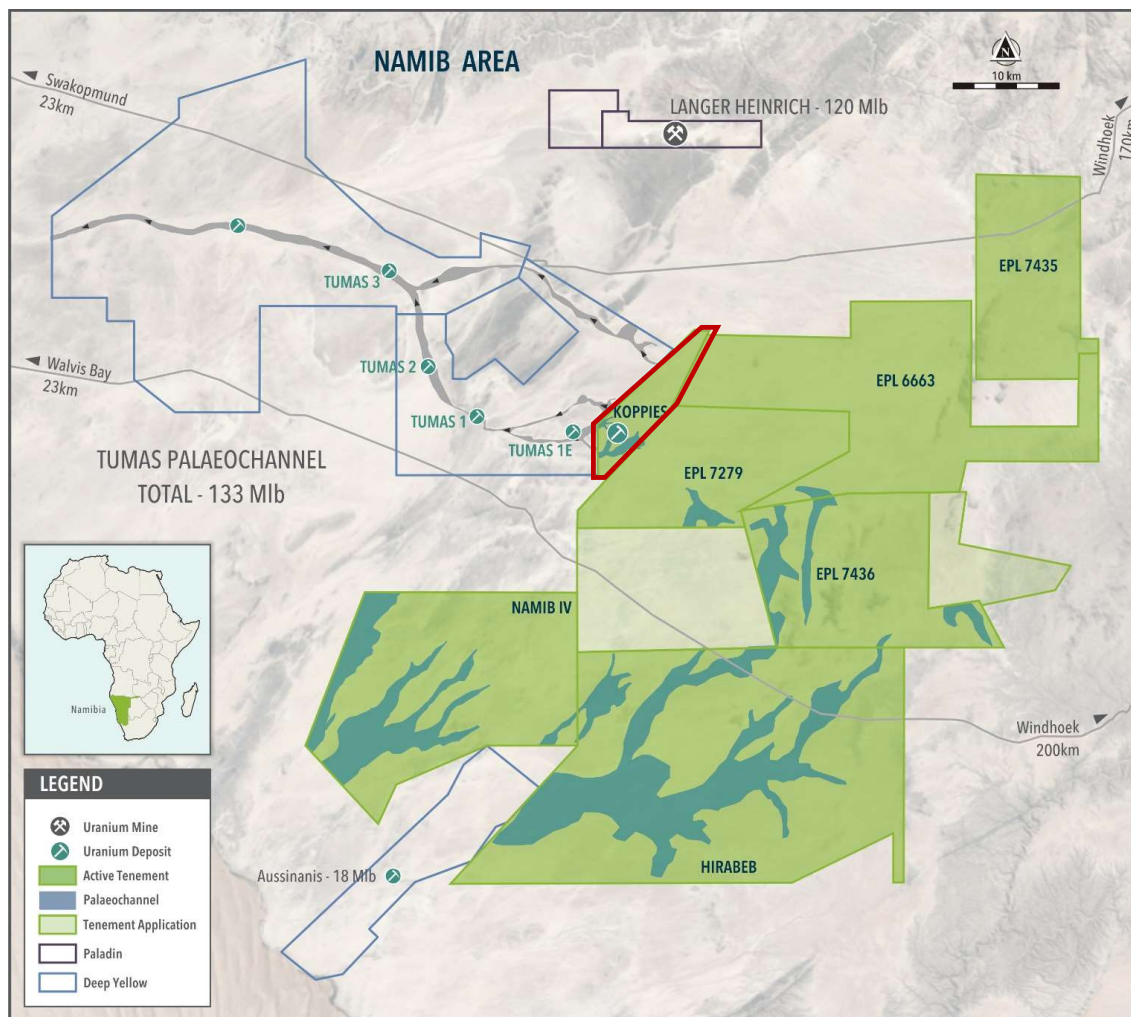 NAMIB AREA
10 km
Swakopmund
23km
LANGER HEINRICH - 120 Mlb
Windhoek
170km
EPL 7435
TUMAS 3
Walvis Bay
23km
TUMAS 2
EPL 6663
TUMAS 1
KOPPIES
TUMAS 1E
TUMAS PALAEOCHANNEL
TOTAL - 133 Mlb
EPL 7279
EPL 7436
NAMIB IV
Namibia
Windhoek
200km
LEGEND
Uranium Mine
Uranium Deposit
Active Tenement
Palaeochannel
Tenement Application
Paladin
Deep Yellow
Aussinanis - 18 Mlb
HIRABEB